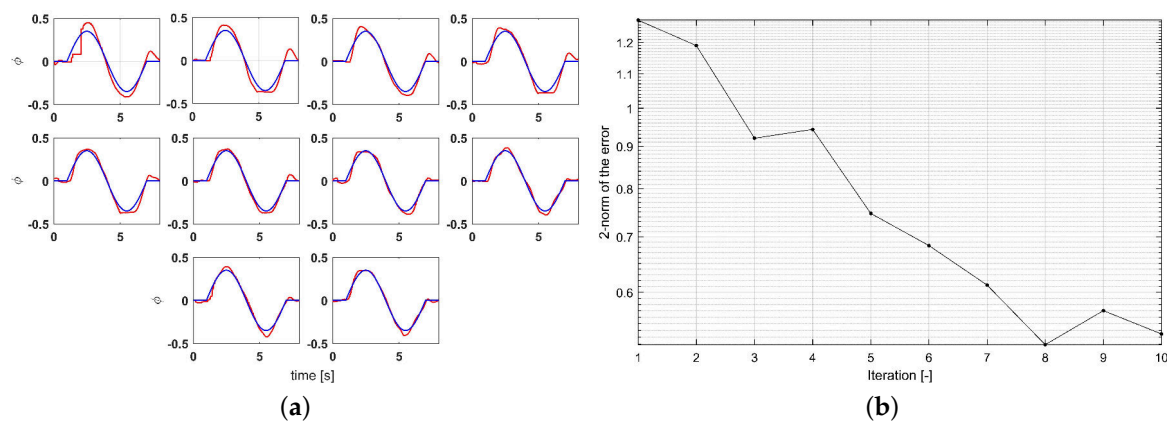 0.5 0.5 0.5 0.5
ϕ 0 0 0 0
-0.5 -0.5 -0.5 -0.5
0 5 0 5 0 5 0 5
0.5 0.5 0.5 0.5
ϕ 0 0 0 0
-0.5 -0.5 -0.5 -0.5
0 5 0 5 0 5 0 5
0.5 0.5
ϕ 0 0
-0.5 -0.5
0 5 0 5
time [s]
(a)
2-norm of the error
1.2
1.1
1
0.9
0.8
0.7
0.6
1 2 3 4 5 6 7 8 9 10
Iteration [-]
(b)